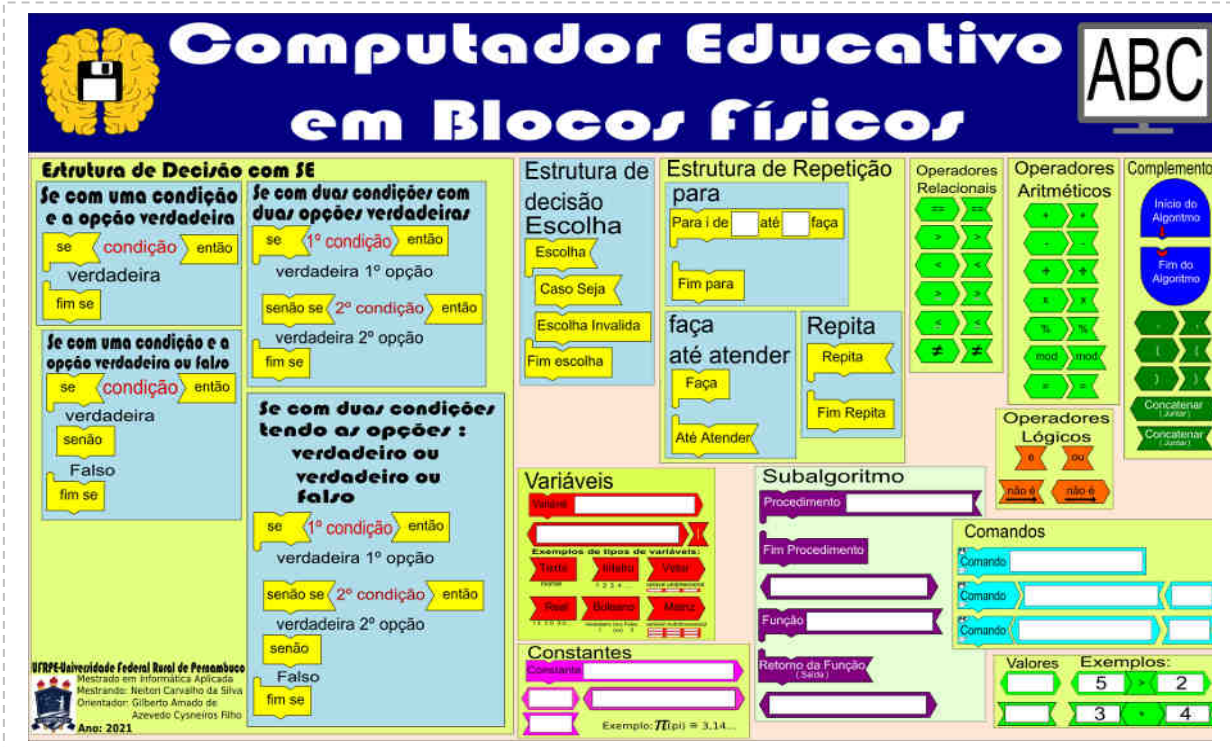 Computador Educativo
em Blocos Físicos
ABC
Estrutura de Decisão com SE
Se com uma condição
e a opção verdadeira
se condição então
verdadeira
fim se
Se com uma condição e a
opção verdadeira ou falso
se condição então
verdadeira
senão
Falso
fim se
Se com duas condições com
duas opções verdadeiras
se 1º condição então
verdadeira 1º opção
senão se 2º condição então
verdadeira 2º opção
fim se
Se com duas condições
tendo as opções :
verdadeiro ou
verdadeiro ou
falso
se 1º condição então
verdadeira 1º opção
senão se 2º condição então
verdadeira 2º opção
senão
Falso
fim se
UFRPE-Universidade Federal Rural de Pernambuco
Mestrado em Informática Aplicada
Mestrando: Neiton Carvalho da Silva
Orientador: Gilberto Amado de
Azevedo Cysneiros Filho
Ano: 2021
Estrutura de
decisão
Escolha
Escolha
Caso Seja
Escolha Invalida
Fim escolha
Estrutura de Repetição
para
Para i de até faça
Fim para
faça
até atender
Faça
Até Atender
Repita
Repita
Fim Repita
Operadores
Relacionais
== ==
> >
< <
≥ ≥
≤ ≤
≠ ≠
Operadores
Aritméticos
+ +
- -
÷ ÷
x x
% %
mod mod
= =
Complemento
Início do
Algoritmo
Fim do
Algoritmo
( (
) )
Concatenar
(Juntar)
Concatenar
(Juntar)
Operadores
Lógicos
e ou
não é não é
Variáveis
Exemplos de tipos de variáveis:
Texto Inteiro Vetor
Real Boleano Matriz
Constantes
Constante
Exemplo: π(pi) = 3,14...
Subalgoritmo
Procedimento
Fim Procedimento
Função
Retorno da Função
(Saída)
Comandos
Comando
Comando
Comando
Valores Exemplos:
5 > 2
3 + 4